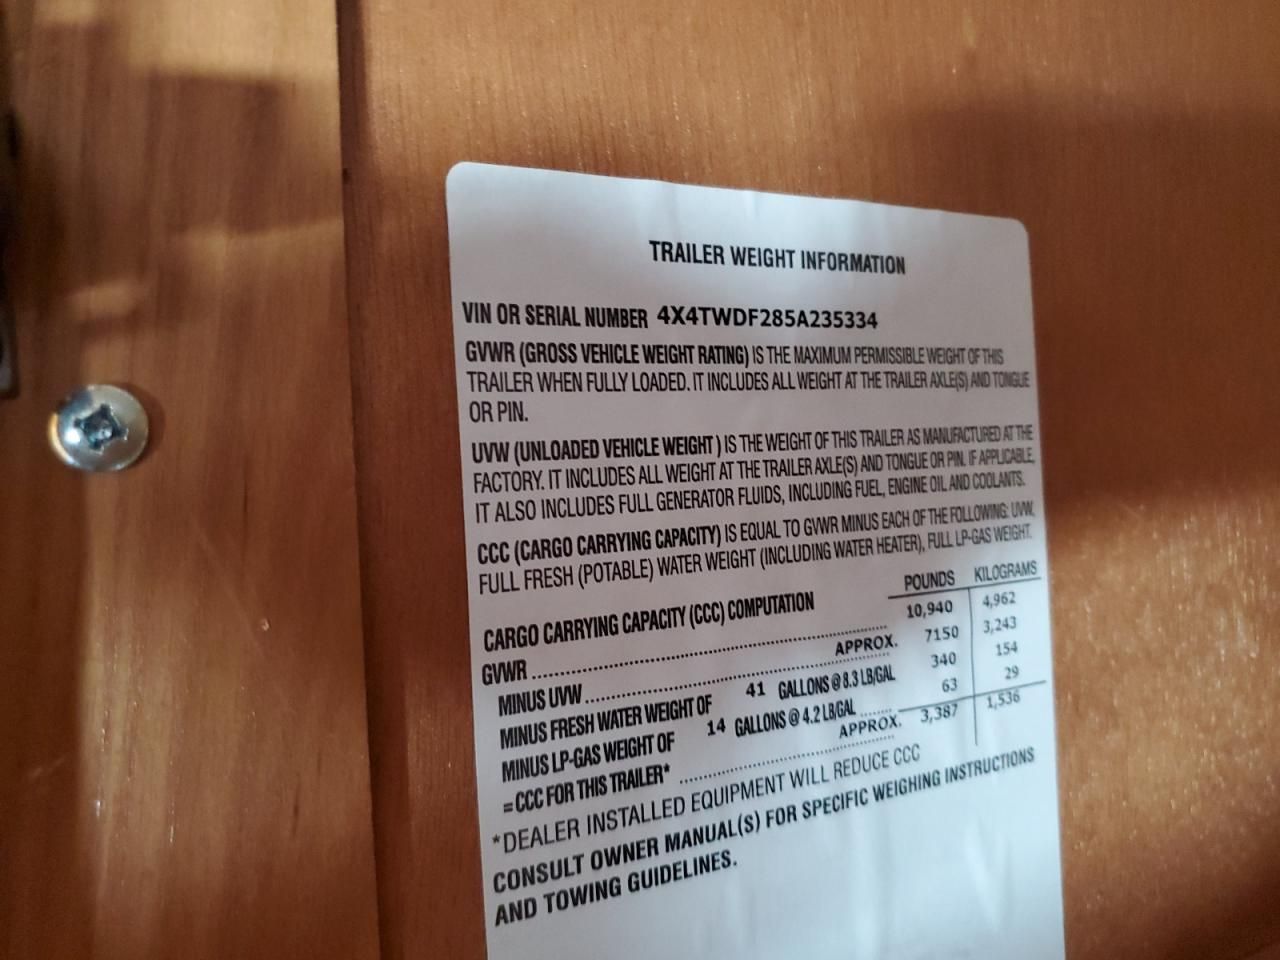 TRAILER WEIGHT INFORMATION
VIN OR SERIAL NUMBER 4X4TWDF285A235334
GVWR (GROSS VEHICLE WEIGHT RATING) IS THE MAXIMUM PERMISSIBLE WEIGHT OF THIS
TRAILER WHEN FULLY LOADED. IT INCLUDES ALL WEIGHT AT THE TRAILER AXLE(S) AND TONGUE
OR PIN.
UVW (UNLOADED VEHICLE WEIGHT ) IS THE WEIGHT OF THIS TRAILER AS MANUFACTURED AT THE
FACTORY. IT INCLUDES ALL WEIGHT AT THE TRAILER AXLE(S) AND TONGUE OR PIN. IF APPLICABLE,
IT ALSO INCLUDES FULL GENERATOR FLUIDS, INCLUDING FUEL, ENGINE OIL AND COOLANTS.
CCC (CARGO CARRYING CAPACITY) IS EQUAL TO GVWR MINUS EACH OF THE FOLLOWING: UVW,
FULL FRESH (POTABLE) WATER WEIGHT (INCLUDING WATER HEATER), FULL LP-GAS WEIGHT.
POUNDS KILOGRAMS
CARGO CARRYING CAPACITY (CCC) COMPUTATION
GVWR .......... 10,940 4,962
MINUS UVW .......... APPROX. 7150 3,243
MINUS FRESH WATER WEIGHT OF 41 GALLONS @ 8.3 LB/GAL 340 154
MINUS LP-GAS WEIGHT OF 14 GALLONS @ 4.2 LB/GAL .......... 63 29
= CCC FOR THIS TRAILER* .......... APPROX. 3,387 1,536
*DEALER INSTALLED EQUIPMENT WILL REDUCE CCC
CONSULT OWNER MANUAL(S) FOR SPECIFIC WEIGHING INSTRUCTIONS
AND TOWING GUIDELINES.